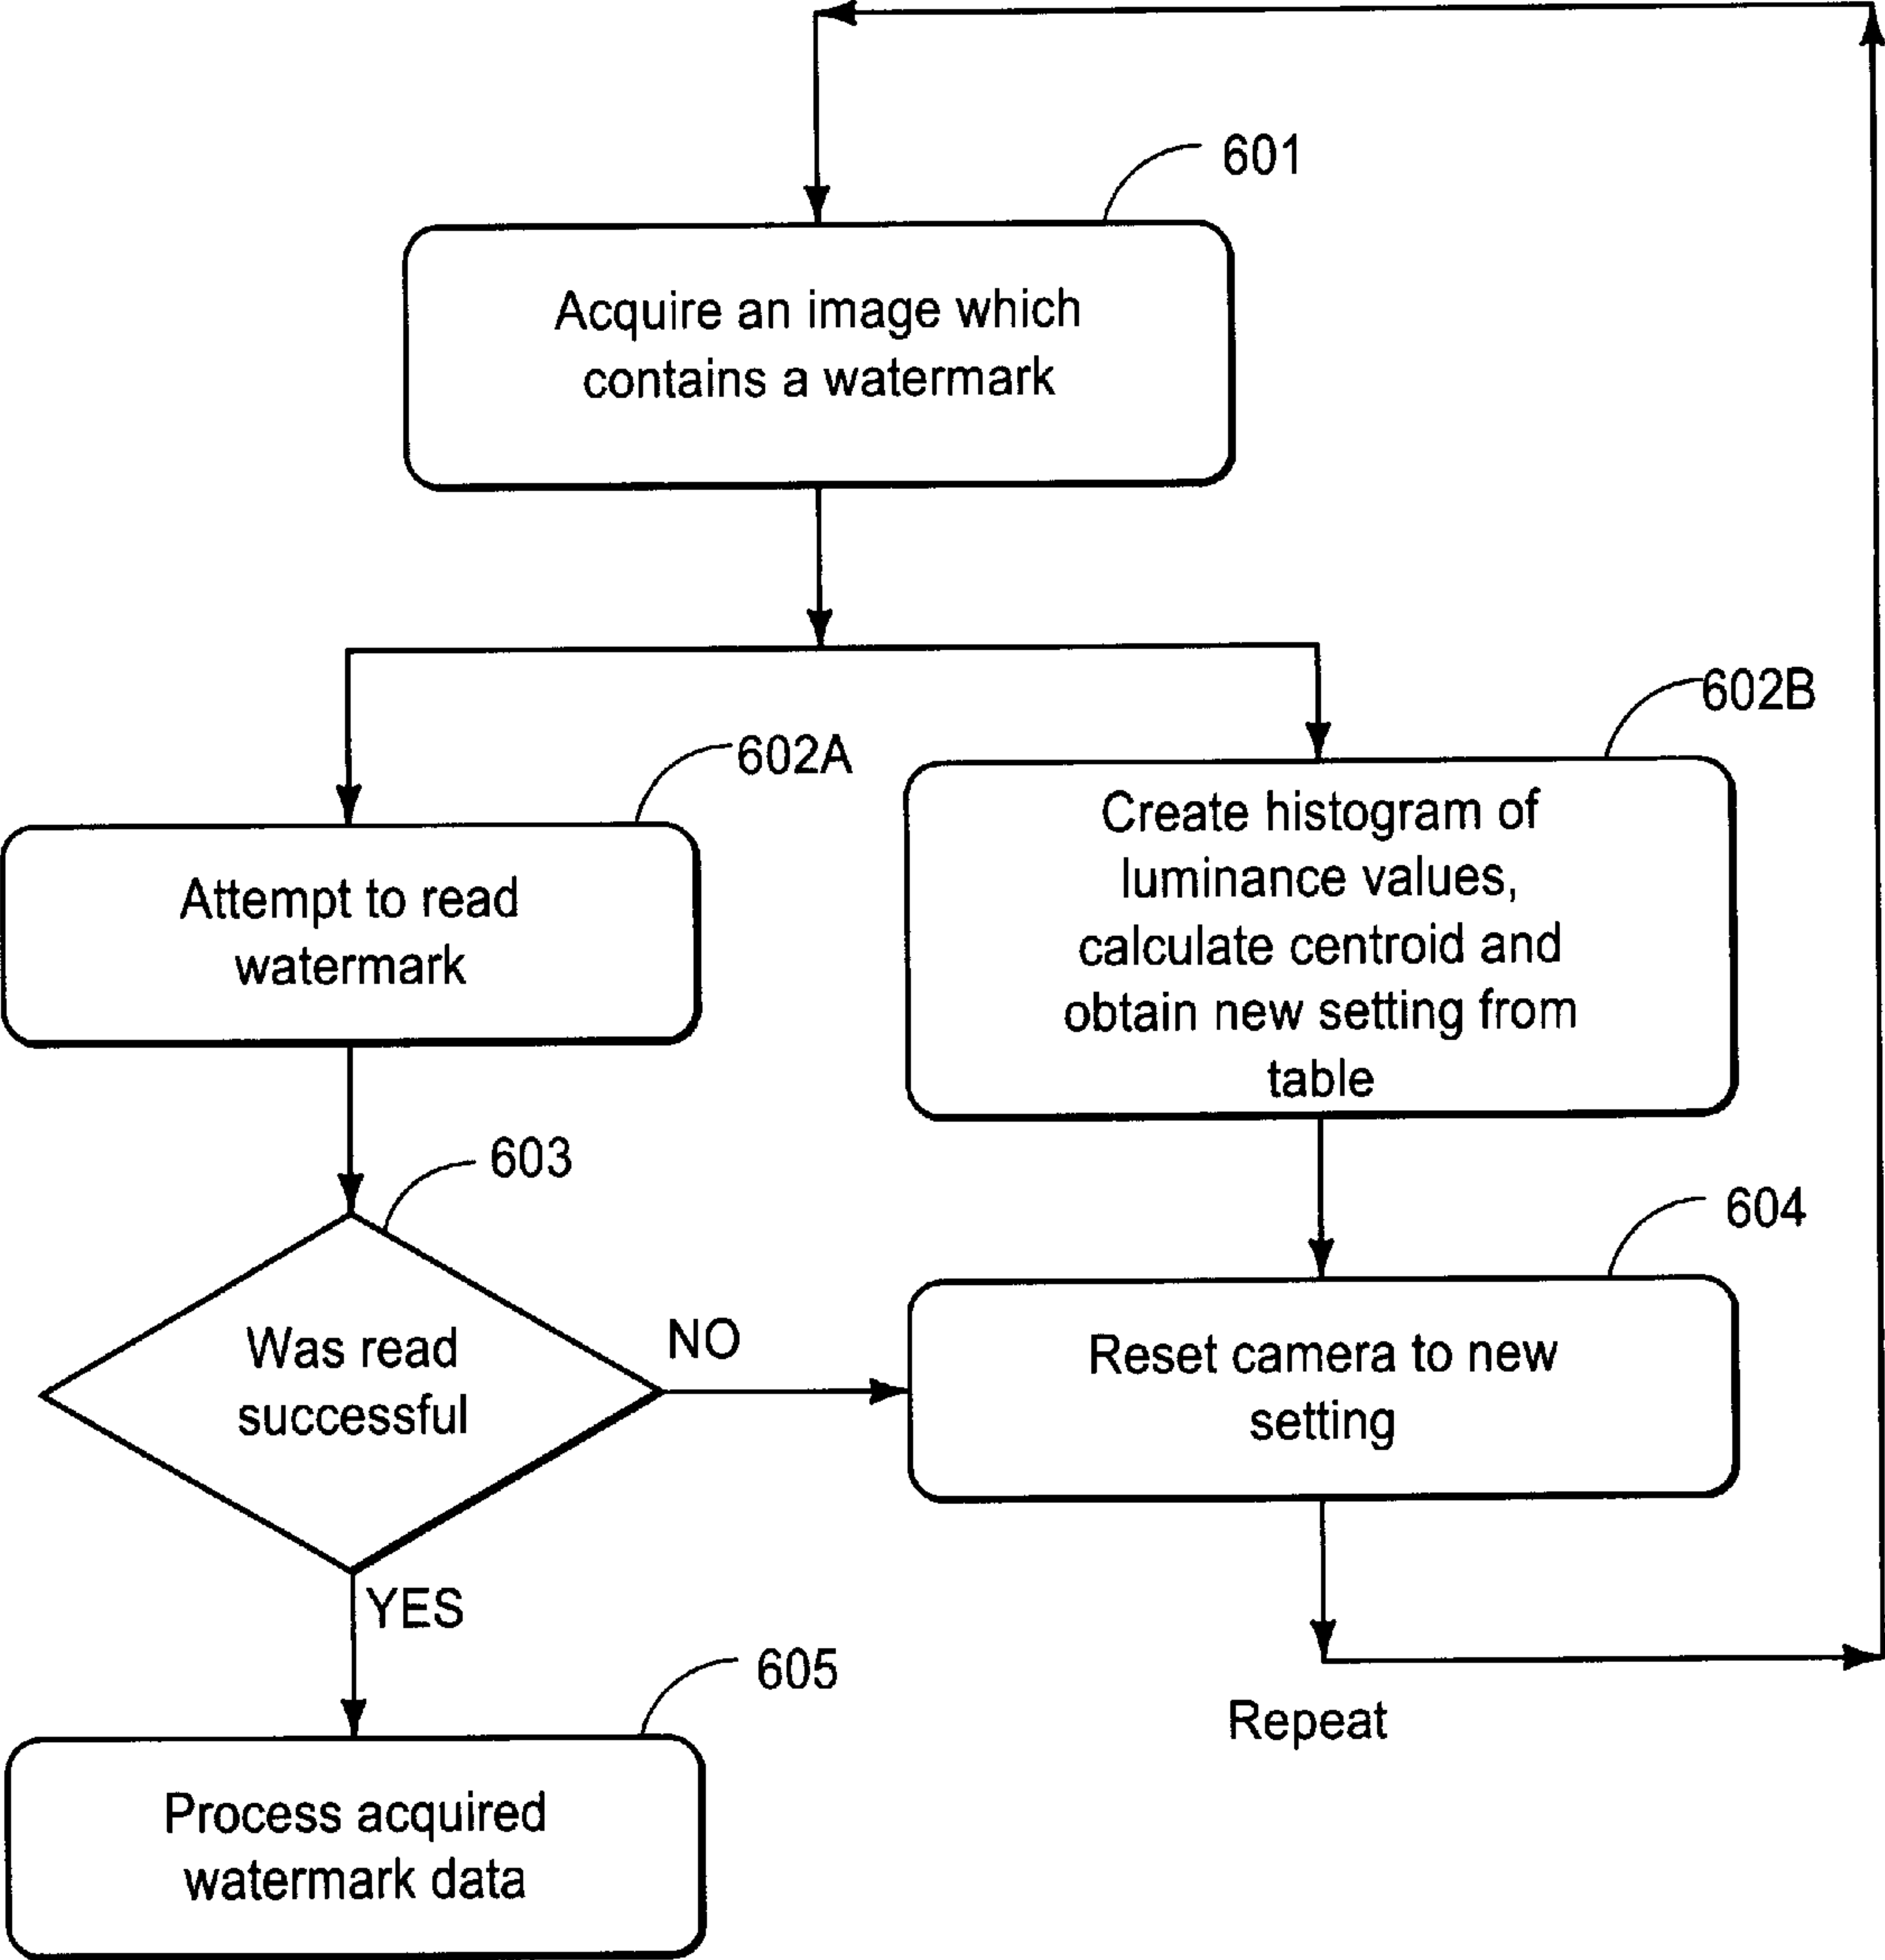 601
Acquire an image which
contains a watermark
602B
602A
Create histogram of
luminance values,
calculate centroid and
obtain new setting from
table
Attempt to read
watermark
603
604
Was read
successful
NO
Reset camera to new
setting
YES
605
Repeat
Process acquired
watermark data